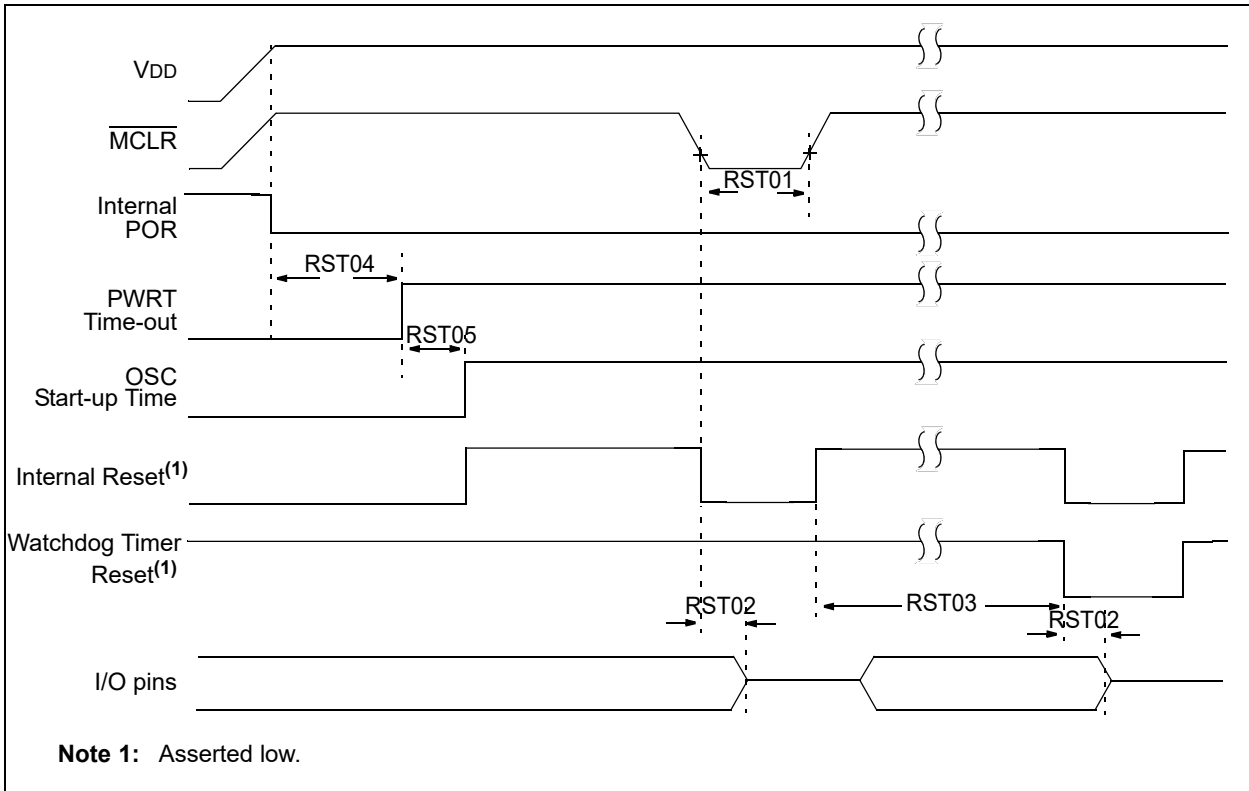 VDD
MCLR
RST01
Internal
POR
RST04
PWRT
Time-out
RST05
OSC
Start-up Time
Internal Reset(1)
Watchdog Timer
Reset(1)
RST02
RST03
RST02
I/O pins
Note 1: Asserted low.